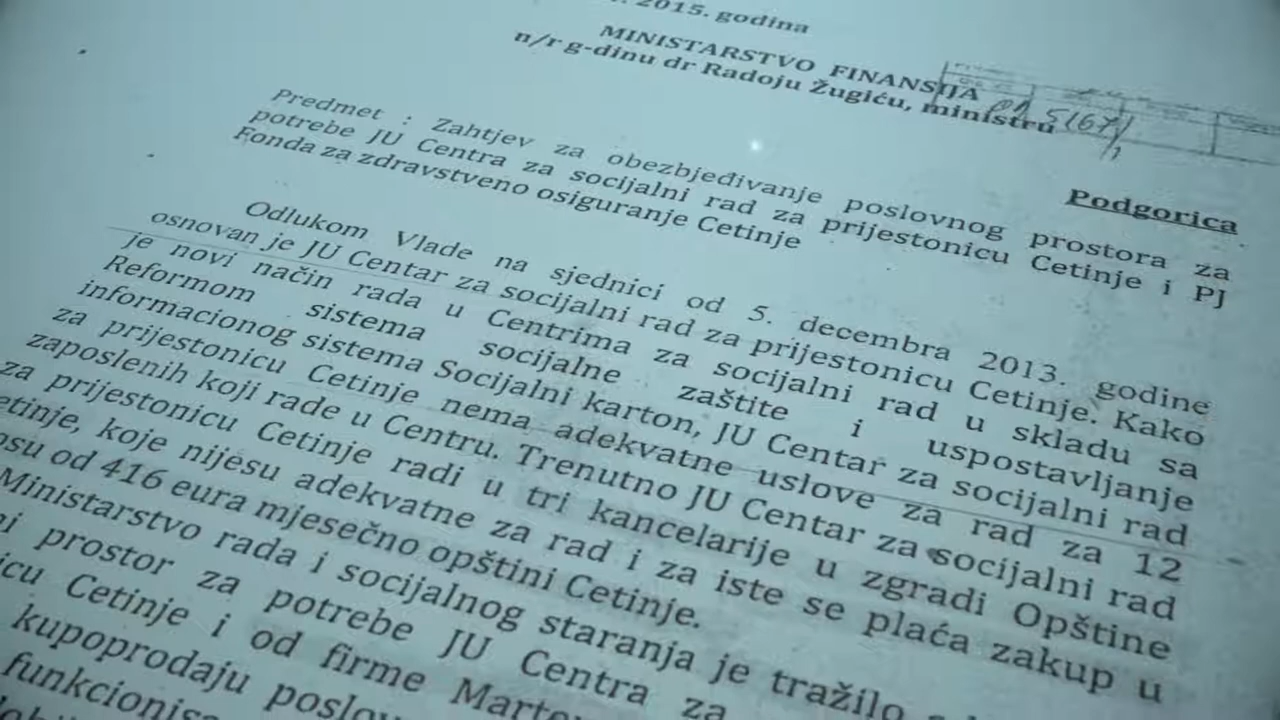 2015. godina
MINISTARSTVO FINANSIJA
n/r g-dinu dr Radoju Žugiću, ministru
5167/1
Podgorica
Predmet : Zahtjev za obezbjeđivanje poslovnog prostora za
potrebe JU Centra za socijalni rad za prijestonicu Cetinje i PJ
Fonda za zdravstveno osiguranje Cetinje
Odlukom Vlade na sjednici od 5. decembra 2013. godine
osnovan je JU Centar za socijalni rad za prijestonicu Cetinje. Kako
je novi način rada u Centrima za socijalni rad u skladu sa
Reformom sistema socijalne zaštite i uspostavljanje
informacionog sistema Socijalni karton, JU Centar za socijalni rad
za prijestonicu Cetinje nema adekvatne uslove za rad za 12
zaposlenih koji rade u Centru. Trenutno JU Centar za socijalni rad
za prijestonicu Cetinje radi u tri kancelarije u zgradi Opštine
etinje, koje nijesu adekvatne za rad i za iste se plaća zakup u
osu od 416 eura mjesečno opštini Cetinje.
Ministarstvo rada i socijalnog staranja je tražilo
prostor za potrebe JU Centra za
icu Cetinje i od firme Marto
kupoprodaju poslov
funkcionisa